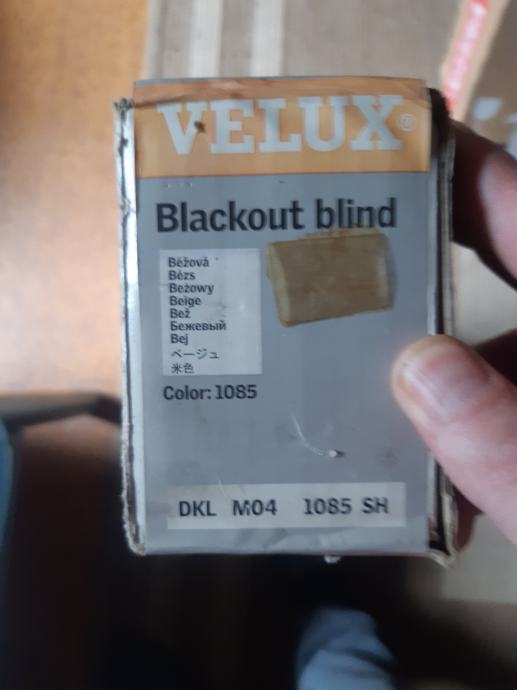 VELUX®
Blackout blind
Béžová
Bézs
Beżowy
Beige
Bež
Бежевый
Bej
ベージュ
米色
Color: 1085
DKL M04 1085 SH